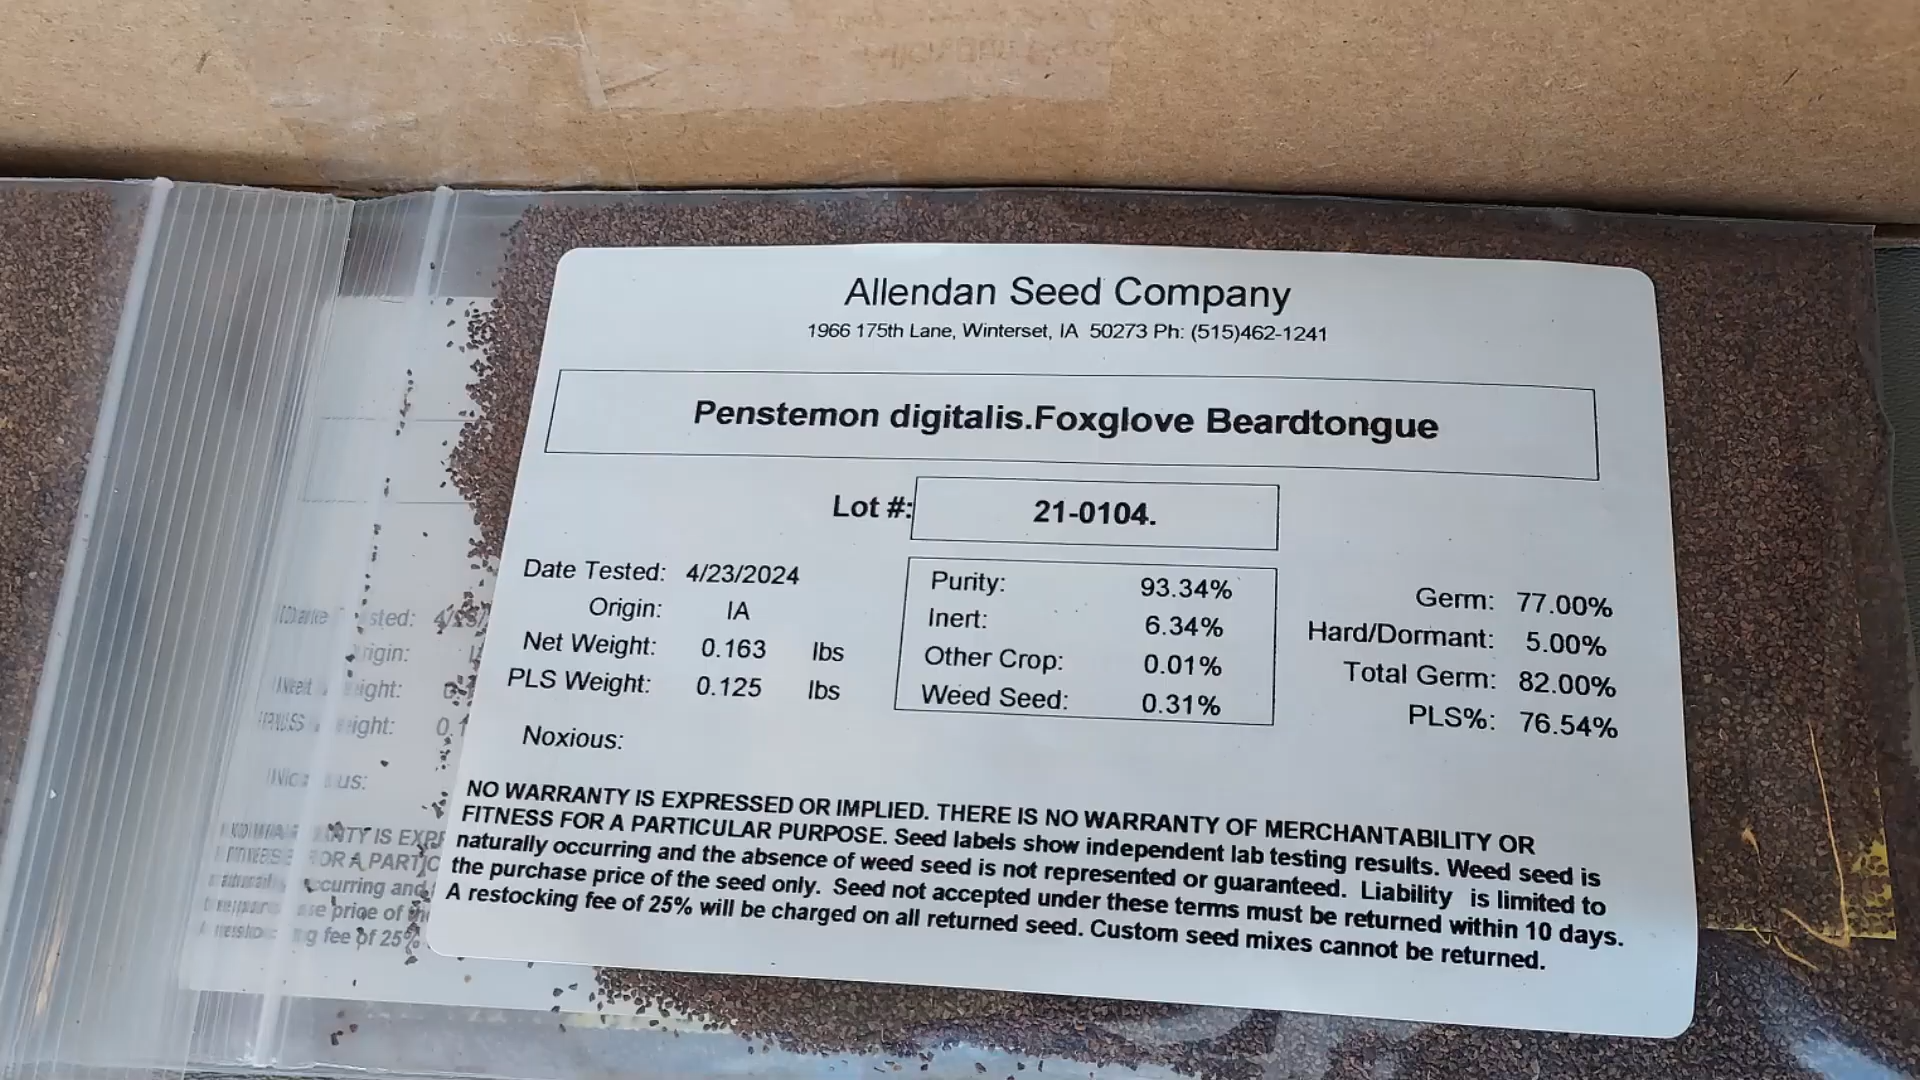 Allendan Seed Company
1966 175th Lane, Winterset, IA 50273 Ph: (515)462-1241
Penstemon digitalis.Foxglove Beardtongue
Lot #: 21-0104.
Date Tested: 4/23/2024
Origin: IA
Net Weight: 0.163 lbs
PLS Weight: 0.125 lbs
Noxious:
Purity: 93.34%
Inert: 6.34%
Other Crop: 0.01%
Weed Seed: 0.31%
Germ: 77.00%
Hard/Dormant: 5.00%
Total Germ: 82.00%
PLS%: 76.54%
NO WARRANTY IS EXPRESSED OR IMPLIED. THERE IS NO WARRANTY OF MERCHANTABILITY OR
FITNESS FOR A PARTICULAR PURPOSE. Seed labels show independent lab testing results. Weed seed is
naturally occurring and the absence of weed seed is not represented or guaranteed. Liability is limited to
the purchase price of the seed only. Seed not accepted under these terms must be returned within 10 days.
A restocking fee of 25% will be charged on all returned seed. Custom seed mixes cannot be returned.